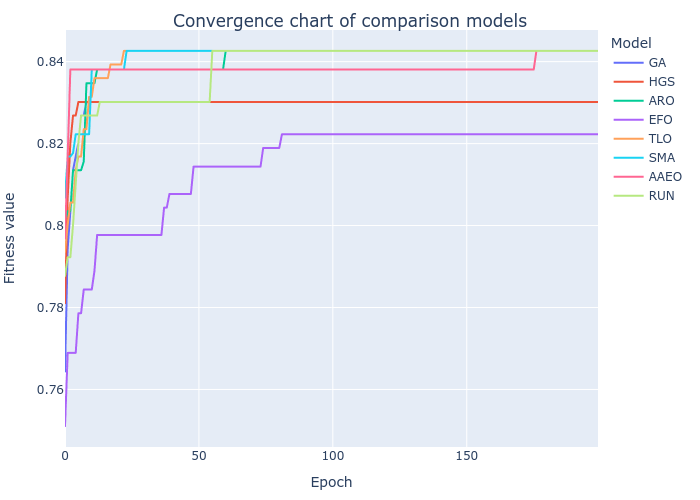 Convergence chart of comparison models
Model
GA
HGS
ARO
EFO
TLO
SMA
AAEO
RUN
Fitness value
0.84
0.82
0.8
0.78
0.76
0
50
100
150
Epoch